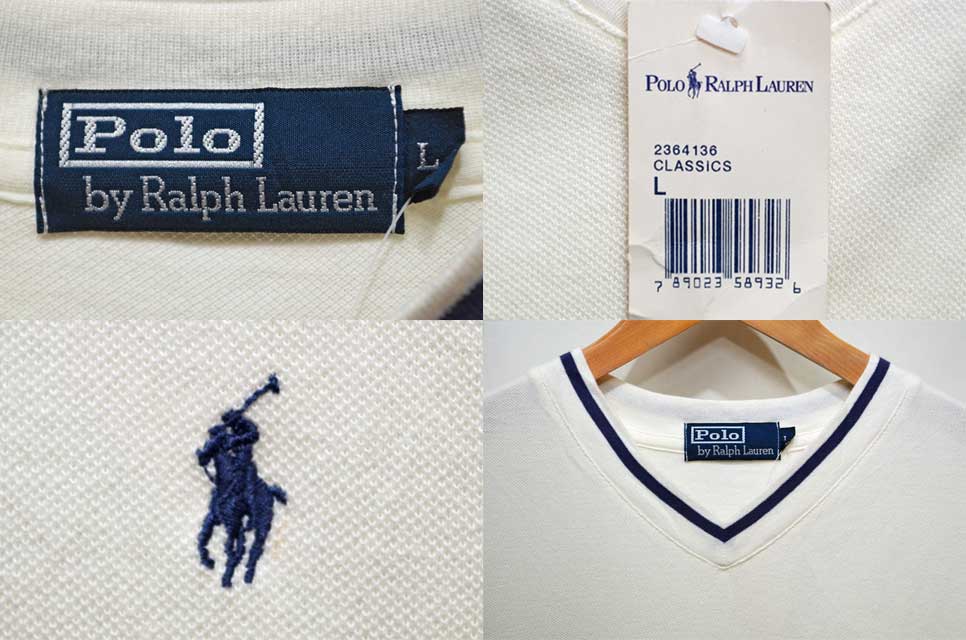 Polo
by Ralph Lauren
L
POLO RALPH LAUREN
2364136
CLASSICS
L
7 89023 58932 6
Polo
by Ralph Lauren
L